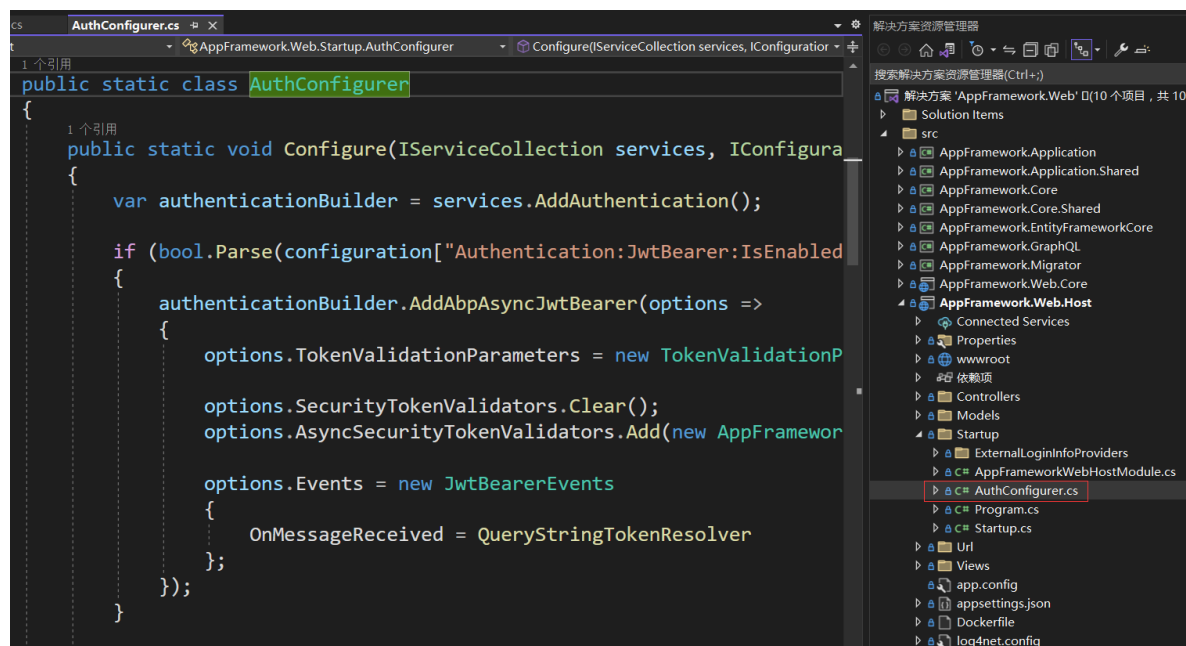 cs
AuthConfigurer.cs
t
AppFramework.Web.Startup.AuthConfigurer
Configure(IServiceCollection services, IConfiguration
1 个引用
public static class AuthConfigurer
{
1 个引用
public static void Configure(IServiceCollection services, IConfigura
{
var authenticationBuilder = services.AddAuthentication();
if (bool.Parse(configuration["Authentication:JwtBearer:IsEnabled
{
authenticationBuilder.AddAbpAsyncJwtBearer(options =>
{
options.TokenValidationParameters = new TokenValidationP
options.SecurityTokenValidators.Clear();
options.AsyncSecurityTokenValidators.Add(new AppFramewor
options.Events = new JwtBearerEvents
{
OnMessageReceived = QueryStringTokenResolver
};
});
}
解决方案资源管理器
搜索解决方案资源管理器(Ctrl+;)
解决方案 'AppFramework.Web' (10 个项目，共 10
Solution Items
src
AppFramework.Application
AppFramework.Application.Shared
AppFramework.Core
AppFramework.Core.Shared
AppFramework.EntityFrameworkCore
AppFramework.GraphQL
AppFramework.Migrator
AppFramework.Web.Core
AppFramework.Web.Host
Connected Services
Properties
wwwroot
依赖项
Controllers
Models
Startup
ExternalLoginInfoProviders
AppFrameworkWebHostModule.cs
C# AuthConfigurer.cs
C# Program.cs
C# Startup.cs
Url
Views
app.config
appsettings.json
Dockerfile
log4net.config